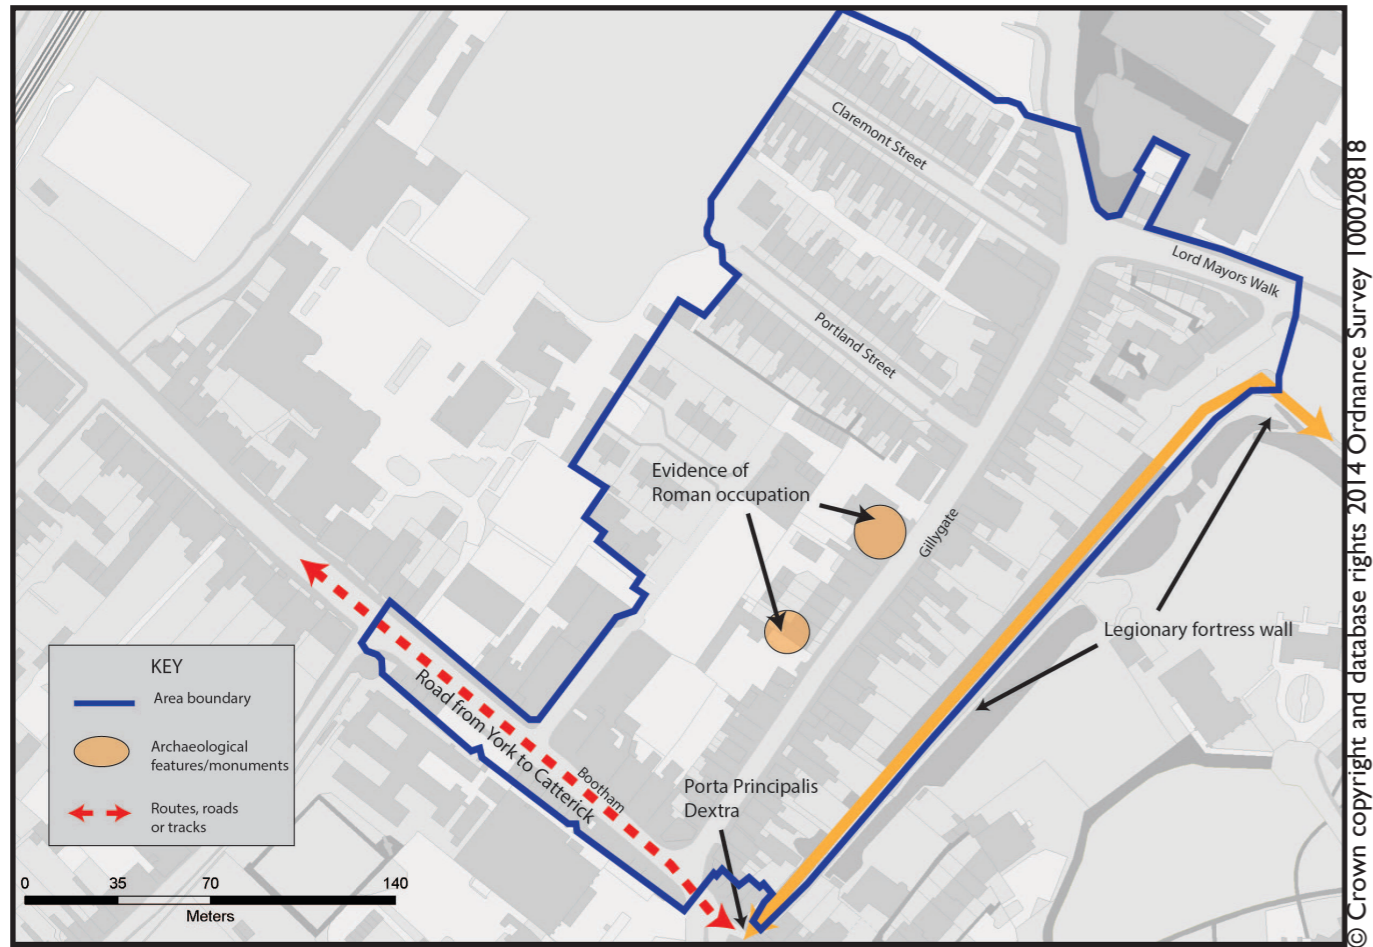 Claremont Street
Lord Mayors Walk
Portland Street
Evidence of
Roman occupation
Gillygate
Legionary fortress wall
Road from York to Catterick
Bootham
Porta Principalis
Dextra
KEY
Area boundary
Archaeological
features/monuments
Routes, roads
or tracks
0 35 70 140
Meters
© Crown copyright and database rights 2014 Ordnance Survey 100020818